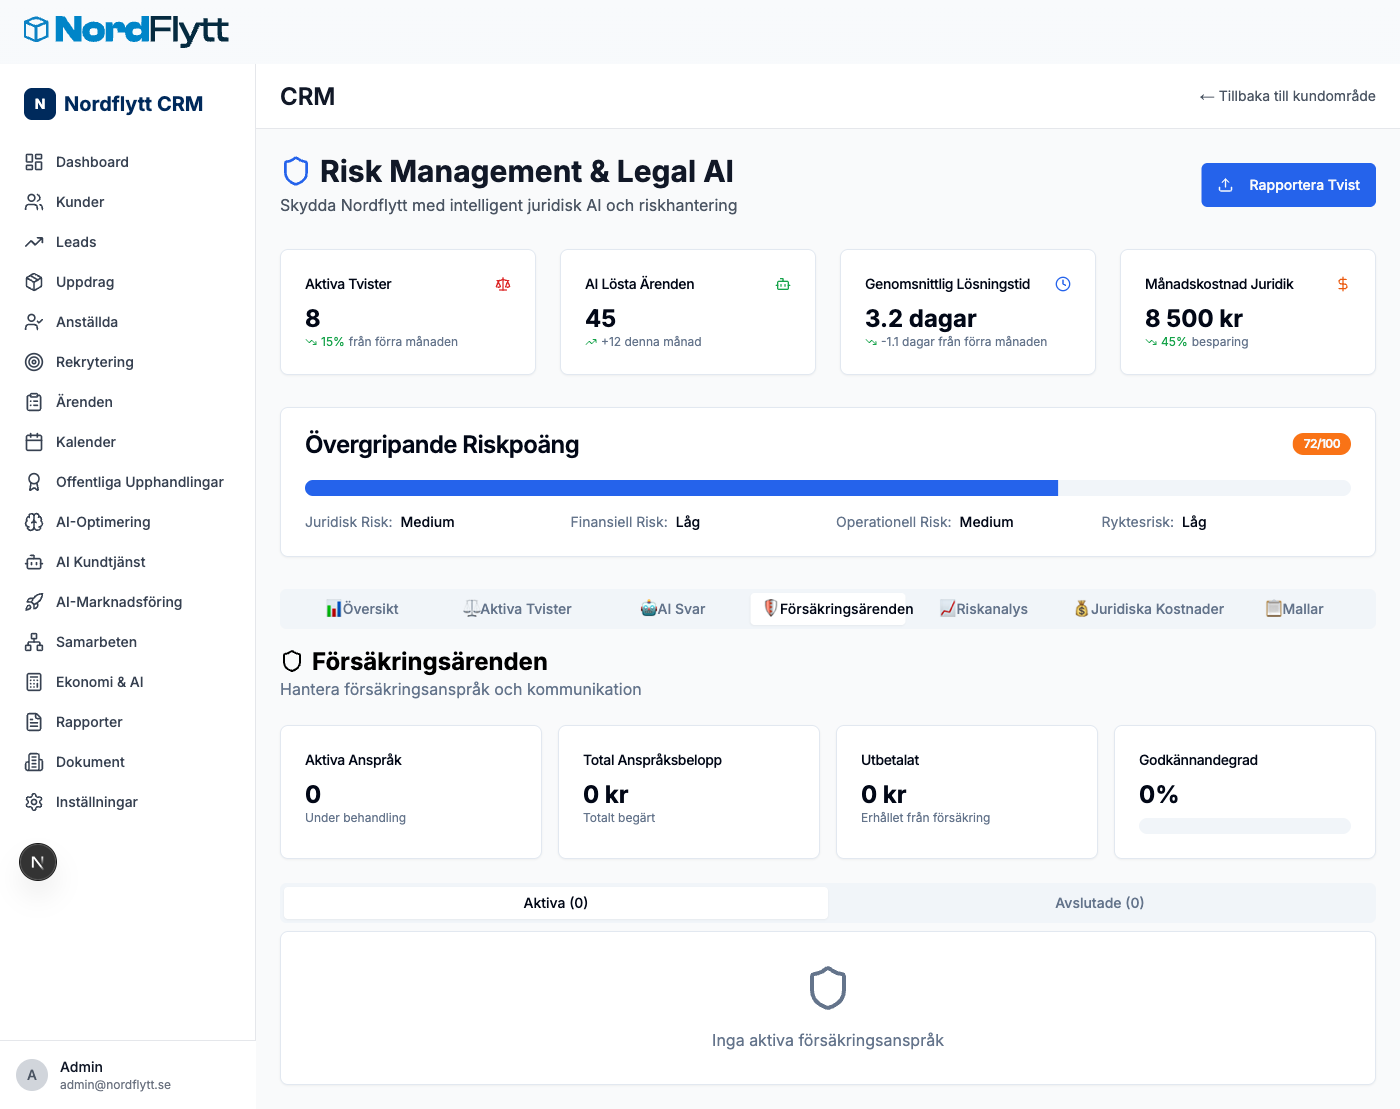 NordFlytt
N Nordflytt CRM
CRM
← Tillbaka till kundområde
Dashboard
Kunder
Leads
Uppdrag
Anställda
Rekrytering
Ärenden
Kalender
Offentliga Upphandlingar
AI-Optimering
AI Kundtjänst
AI-Marknadsföring
Samarbeten
Ekonomi & AI
Rapporter
Dokument
Inställningar
N
A
Admin
admin@nordflytt.se
Risk Management & Legal AI
Skydda Nordflytt med intelligent juridisk AI och riskhantering
Rapportera Tvist
Aktiva Tvister
8
15% från förra månaden
AI Lösta Ärenden
45
+12 denna månad
Genomsnittlig Lösningstid
3.2 dagar
-1.1 dagar från förra månaden
Månadskostnad Juridik
8 500 kr
45% besparing
Övergripande Riskpoäng
72/100
Juridisk Risk: Medium
Finansiell Risk: Låg
Operationell Risk: Medium
Ryktesrisk: Låg
Översikt
Aktiva Tvister
AI Svar
Försäkringsärenden
Riskanalys
Juridiska Kostnader
Mallar
Försäkringsärenden
Hantera försäkringsanspråk och kommunikation
Aktiva Anspråk
0
Under behandling
Total Anspråksbelopp
0 kr
Totalt begärt
Utbetalat
0 kr
Erhållet från försäkring
Godkännandegrad
0%
Aktiva (0)
Avslutade (0)
Inga aktiva försäkringsanspråk